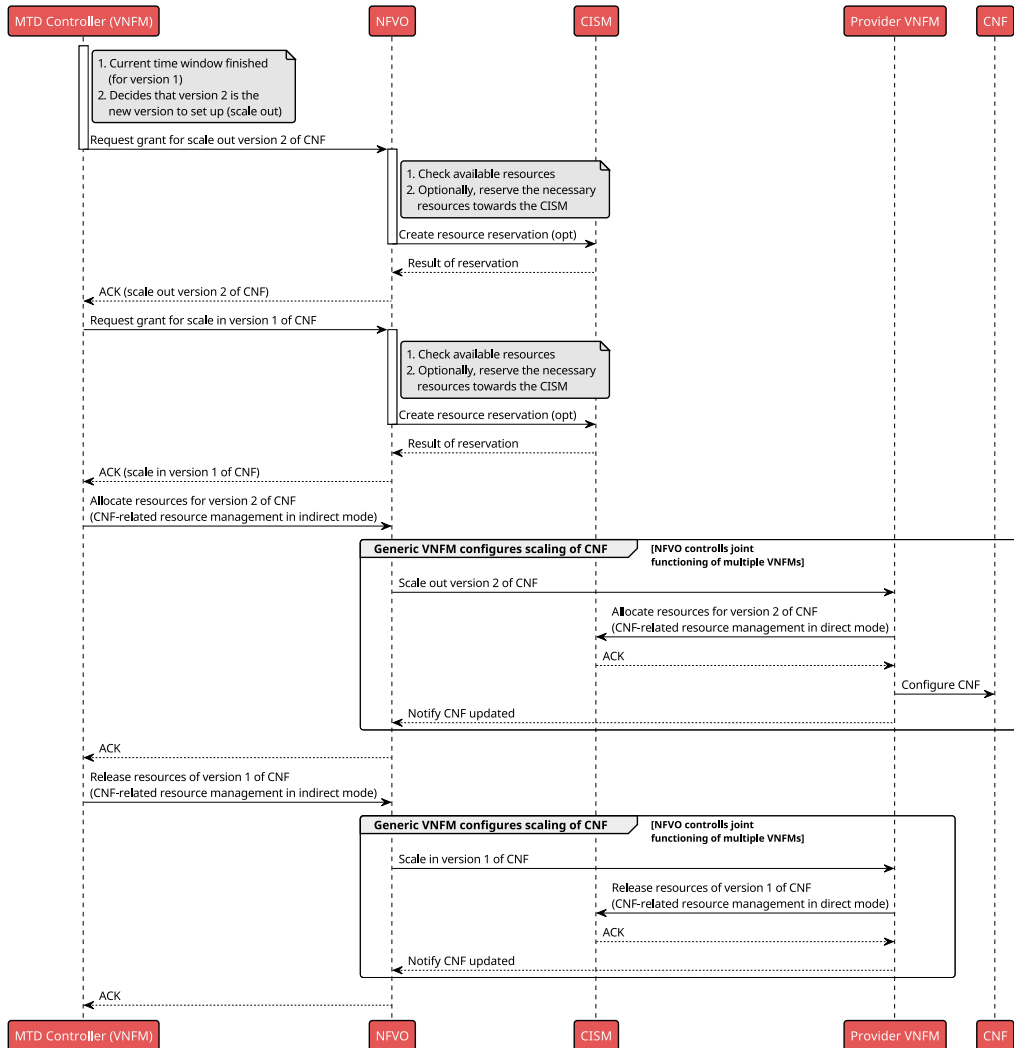 MTD Controller (VNFM)
NFVO
CISM
Provider VNFM
CNF
1. Current time window finished
(for version 1)
2. Decides that version 2 is the
new version to set up (scale out)
Request grant for scale out version 2 of CNF
1. Check available resources
2. Optionally, reserve the necessary
resources towards the CISM
Create resource reservation (opt)
Result of reservation
ACK (scale out version 2 of CNF)
Request grant for scale in version 1 of CNF
1. Check available resources
2. Optionally, reserve the necessary
resources towards the CISM
Create resource reservation (opt)
Result of reservation
ACK (scale in version 1 of CNF)
Allocate resources for version 2 of CNF
(CNF-related resource management in indirect mode)
Generic VNFM configures scaling of CNF
[NFVO controlls joint
functioning of multiple VNFMs]
Scale out version 2 of CNF
Allocate resources for version 2 of CNF
(CNF-related resource management in direct mode)
ACK
Configure CNF
Notify CNF updated
ACK
Release resources of version 1 of CNF
(CNF-related resource management in indirect mode)
Generic VNFM configures scaling of CNF
[NFVO controlls joint
functioning of multiple VNFMs]
Scale in version 1 of CNF
Release resources of version 1 of CNF
(CNF-related resource management in direct mode)
ACK
Notify CNF updated
ACK
MTD Controller (VNFM)
NFVO
CISM
Provider VNFM
CNF